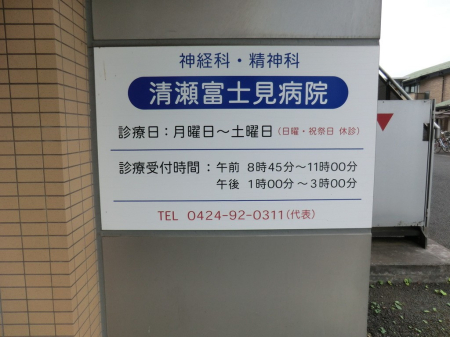 神経科・精神科
清瀬富士見病院
診療日：月曜日～土曜日（日曜・祝祭日 休診）
診療受付時間：午前 8時45分～11時00分
午後 1時00分～3時00分
TEL 0424-92-0311（代表）